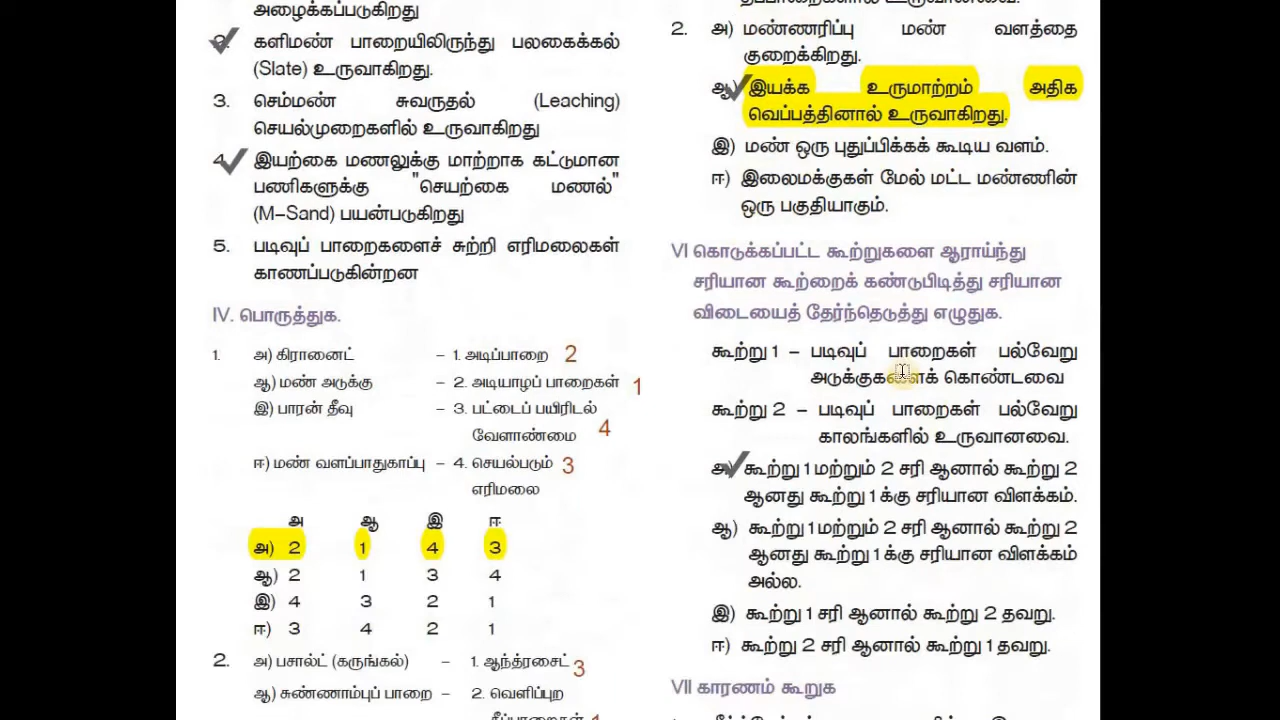 அழைக்கப்படுகிறது
களிமண் பாறையிலிருந்து பலகைக்கல்
(Slate) உருவாகிறது.
3. செம்மண் சுவருதல் (Leaching)
செயல்முறைகளில் உருவாகிறது
4. இயற்கை மணலுக்கு மாற்றாக கட்டுமான
பணிகளுக்கு "செயற்கை மணல்"
(M-Sand) பயன்படுகிறது
5. படிவுப் பாறைகளைச் சுற்றி எரிமலைகள்
காணப்படுகின்றன
IV. பொருத்துக.
1. அ) கிரானைட் – 1. அடிப்பாறை 2
ஆ) மண் அடுக்கு – 2. அடியாழப் பாறைகள் 1
இ) பாரன் தீவு – 3. பட்டைப் பயிரிடல்
வேளாண்மை 4
ஈ) மண் வளப்பாதுகாப்பு – 4. செயல்படும் 3
எரிமலை
அ ஆ இ ஈ
அ) 2 1 4 3
ஆ) 2 1 3 4
இ) 4 3 2 1
ஈ) 3 4 2 1
2. அ) பசால்ட் (கருங்கல்) – 1. ஆந்த்ரசைட் 3
ஆ) சுண்ணாம்புப் பாறை – 2. வெளிப்புற
2. அ) மண்ணரிப்பு மண் வளத்தை
குறைக்கிறது.
ஆ) இயக்க உருமாற்றம் அதிக
வெப்பத்தினால் உருவாகிறது.
இ) மண் ஒரு புதுப்பிக்கக் கூடிய வளம்.
ஈ) இலைமக்குகள் மேல் மட்ட மண்ணின்
ஒரு பகுதியாகும்.
VI கொடுக்கப்பட்ட கூற்றுகளை ஆராய்ந்து
சரியான கூற்றைக் கண்டுபிடித்து சரியான
விடையைத் தேர்ந்தெடுத்து எழுதுக.
கூற்று 1 – படிவுப் பாறைகள் பல்வேறு
அடுக்குகளைக் கொண்டவை
கூற்று 2 – படிவுப் பாறைகள் பல்வேறு
காலங்களில் உருவானவை.
அ) கூற்று 1 மற்றும் 2 சரி ஆனால் கூற்று 2
ஆனது கூற்று 1க்கு சரியான விளக்கம்.
ஆ) கூற்று 1 மற்றும் 2 சரி ஆனால் கூற்று 2
ஆனது கூற்று 1க்கு சரியான விளக்கம்
அல்ல.
இ) கூற்று 1 சரி ஆனால் கூற்று 2 தவறு.
ஈ) கூற்று 2 சரி ஆனால் கூற்று 1 தவறு.
VII காரணம் கூறுக